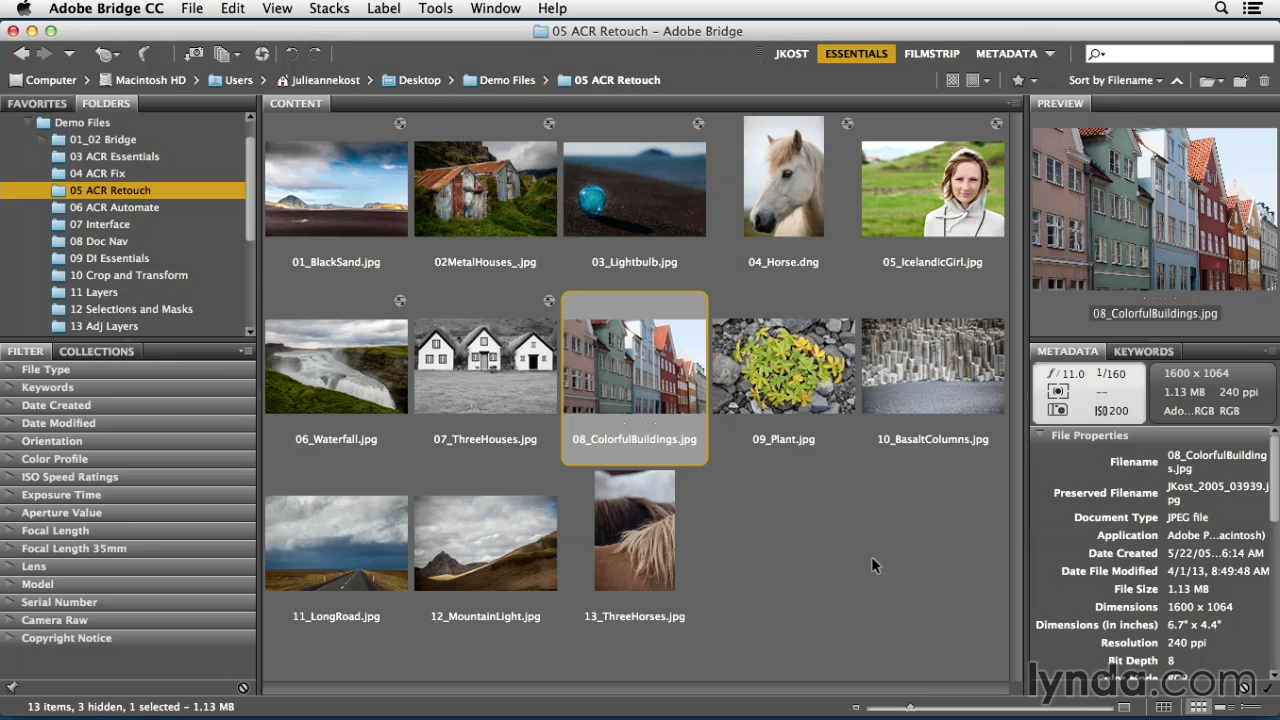 Adobe Bridge CC File Edit View Stacks Label Tools Window Help
05 ACR Retouch – Adobe Bridge
JKOST ESSENTIALS FILMSTRIP METADATA
Computer Macintosh HD Users julieannekost Desktop Demo Files 05 ACR Retouch Sort by Filename
FAVORITES FOLDERS
Demo Files
01_02 Bridge
03 ACR Essentials
04 ACR Fix
05 ACR Retouch
06 ACR Automate
07 Interface
08 Doc Nav
09 DI Essentials
10 Crop and Transform
11 Layers
12 Selections and Masks
13 Adj Layers
FILTER COLLECTIONS
File Type
Keywords
Date Created
Date Modified
Orientation
Color Profile
ISO Speed Ratings
Exposure Time
Aperture Value
Focal Length
Focal Length 35mm
Lens
Model
Serial Number
Camera Raw
Copyright Notice
CONTENT
01_BlackSand.jpg 02MetalHouses_.jpg 03_Lightbulb.jpg 04_Horse.dng 05_IcelandicGirl.jpg
06_Waterfall.jpg 07_ThreeHouses.jpg 08_ColorfulBuildings.jpg 09_Plant.jpg 10_BasaltColumns.jpg
11_LongRoad.jpg 12_MountainLight.jpg 13_ThreeHorses.jpg
PREVIEW
08_ColorfulBuildings.jpg
METADATA KEYWORDS
f/ 11.0 1/160 1600 x 1064
-- 1.13 MB 240 ppi
ISO 200 Ado...RGB RGB
File Properties
Filename 08_ColorfulBuilding
s.jpg
Preserved Filename JKost_2005_03939.j
pg
Document Type JPEG file
Application Adobe P...acintosh)
Date Created 5/22/05...6:14 AM
Date File Modified 4/1/13, 8:49:48 AM
File Size 1.13 MB
Dimensions 1600 x 1064
Dimensions (in inches) 6.7" x 4.4"
Resolution 240 ppi
Bit Depth 8
lynda.com
13 items, 3 hidden, 1 selected – 1.13 MB